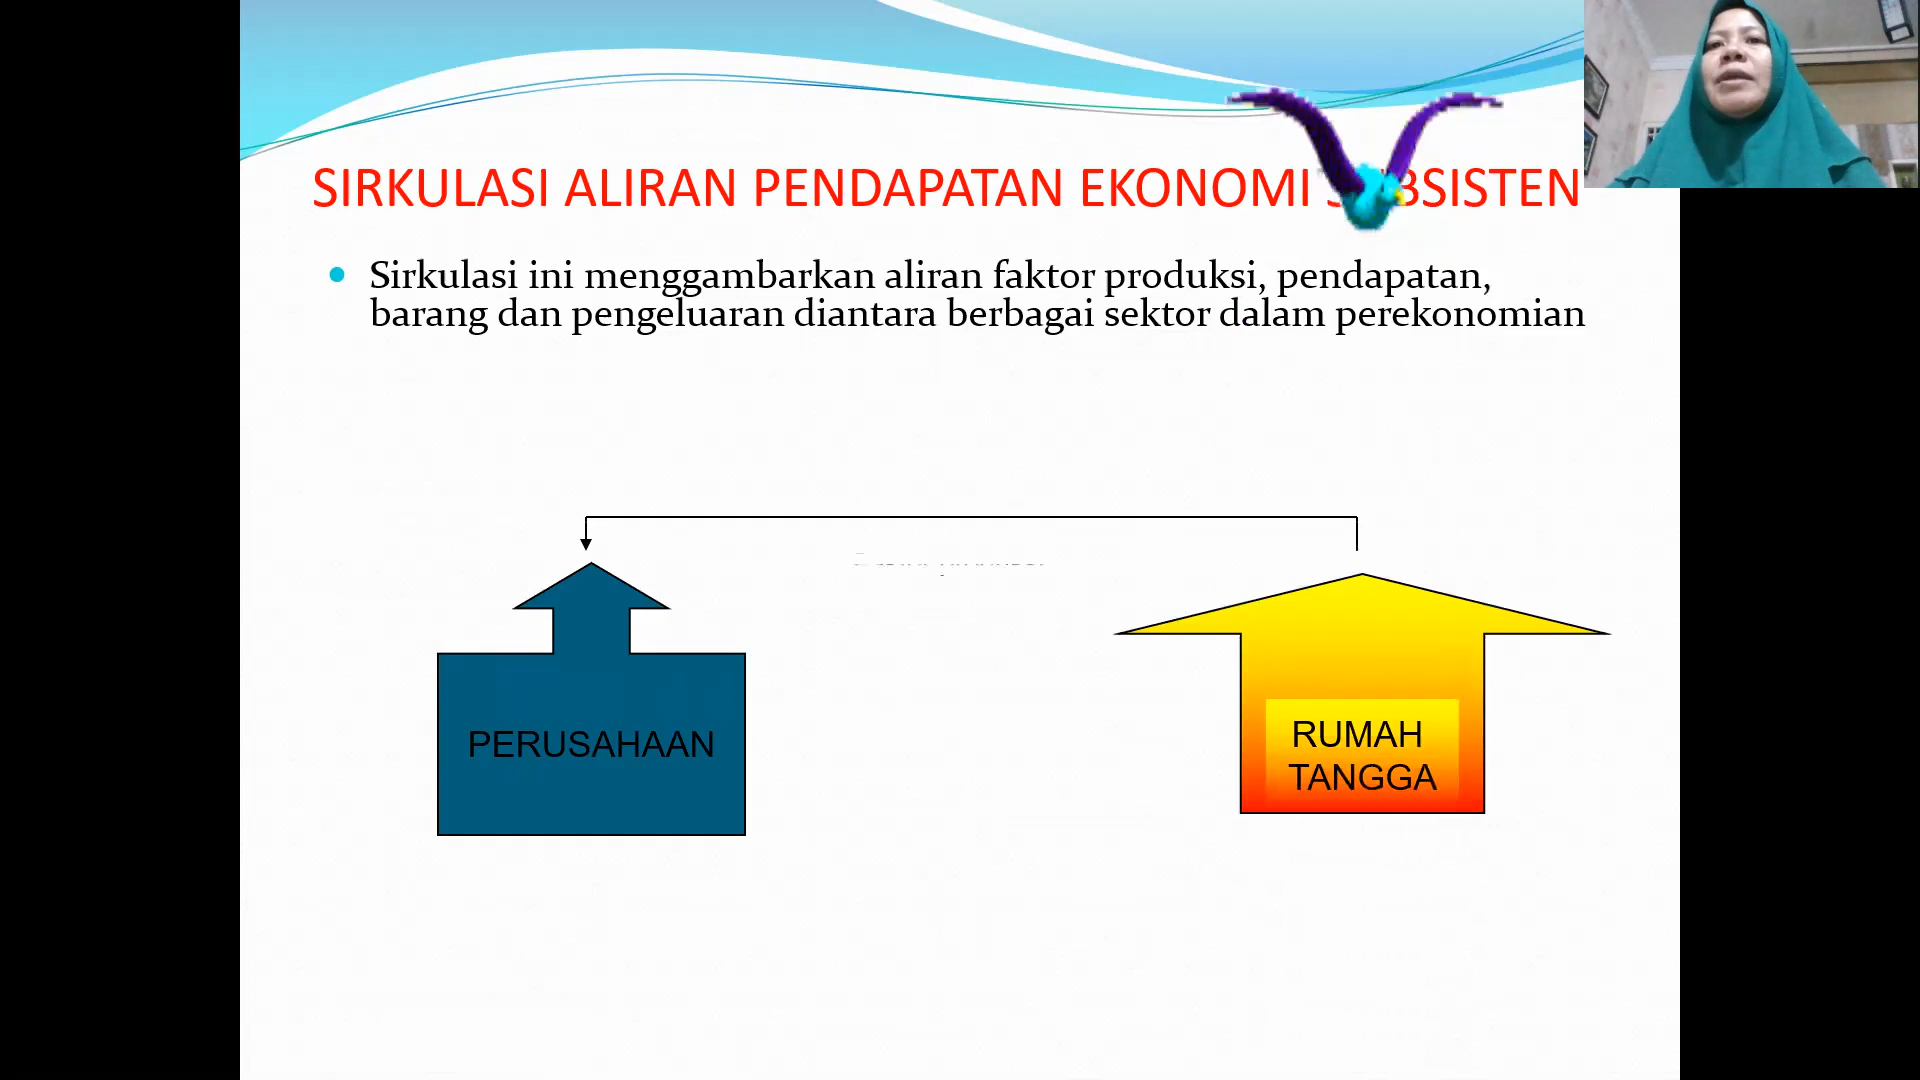 SIRKULASI ALIRAN PENDAPATAN EKONOMI SUBSISTEN
Sirkulasi ini menggambarkan aliran faktor produksi, pendapatan,
barang dan pengeluaran diantara berbagai sektor dalam perekonomian
PERUSAHAAN
RUMAH
TANGGA